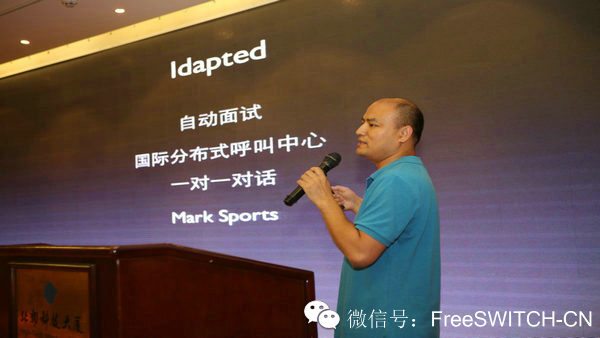 Idapted
自动面试
国际分布式呼叫中心
一对一对话
Mark Sports
微信号：FreeSWITCH-CN